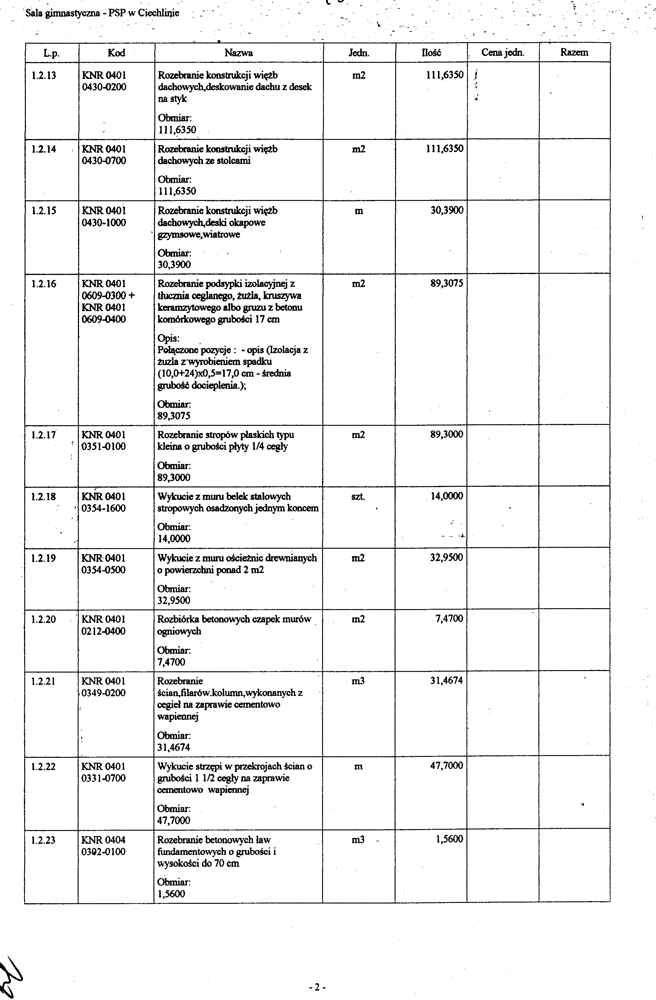 Sala gimnastyczna - PSP w Ciechlinie
L.p. Kod Nazwa Jedn. Ilość Cena jedn. Razem
1.2.13 KNR 0401 Rozebranie konstrukcji więżb m2 111,6350
0430-0200 dachowych,deskowanie dachu z desek
na styk
Obmiar:
111,6350
1.2.14 KNR 0401 Rozebranie konstrukcji więżb m2 111,6350
0430-0700 dachowych ze stolcami
Obmiar:
111,6350
1.2.15 KNR 0401 Rozebranie konstrukcji więżb m 30,3900
0430-1000 dachowych,deski okapowe
gzymsowe,wiatrowe
Obmiar:
30,3900
1.2.16 KNR 0401 Rozebranie podsypki izolacyjnej z m2 89,3075
0609-0300 + tłucznia ceglanego, żużla, kruszywa
KNR 0401 keramzytowego albo gruzu z betonu
0609-0400 komórkowego grubości 17 cm
Opis:
Połączone pozycje : - opis (Izolacja z
żuzla z wyrobieniem spadku
(10,0+24)x0,5=17,0 cm - średnia
grubość docieplenia.);
Obmiar:
89,3075
1.2.17 KNR 0401 Rozebranie stropów płaskich typu m2 89,3000
0351-0100 kleina o grubości płyty 1/4 cegły
Obmiar:
89,3000
1.2.18 KNR 0401 Wykucie z muru belek stalowych szt. 14,0000
0354-1600 stropowych osadzonych jednym koncem
Obmiar:
14,0000
1.2.19 KNR 0401 Wykucie z muru ościeżnic drewnianych m2 32,9500
0354-0500 o powierzchni ponad 2 m2
Obmiar:
32,9500
1.2.20 KNR 0401 Rozbiórka betonowych czapek murów m2 7,4700
0212-0400 ogniowych
Obmiar:
7,4700
1.2.21 KNR 0401 Rozebranie m3 31,4674
0349-0200 ścian,filarów.kolumn,wykonanych z
cegieł na zaprawie cementowo
wapiennej
Obmiar:
31,4674
1.2.22 KNR 0401 Wykucie strzępi w przekrojach ścian o m 47,7000
0331-0700 grubości 1 1/2 cegły na zaprawie
cementowo wapiennej
Obmiar:
47,7000
1.2.23 KNR 0404 Rozebranie betonowych ław m3 1,5600
0302-0100 fundamentowych o grubości i
wysokości do 70 cm
Obmiar:
1,5600
- 2 -